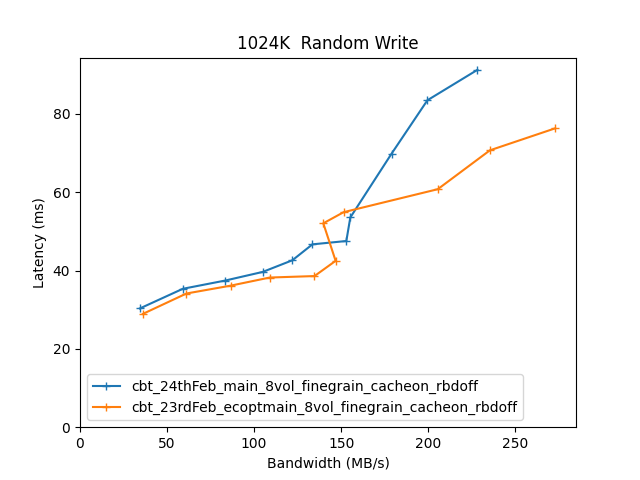 1024K  Random Write
80
60
40
20
0
Latency (ms)
cbt_24thFeb_main_8vol_finegrain_cacheon_rbdoff
cbt_23rdFeb_ecoptmain_8vol_finegrain_cacheon_rbdoff
0 50 100 150 200 250
Bandwidth (MB/s)